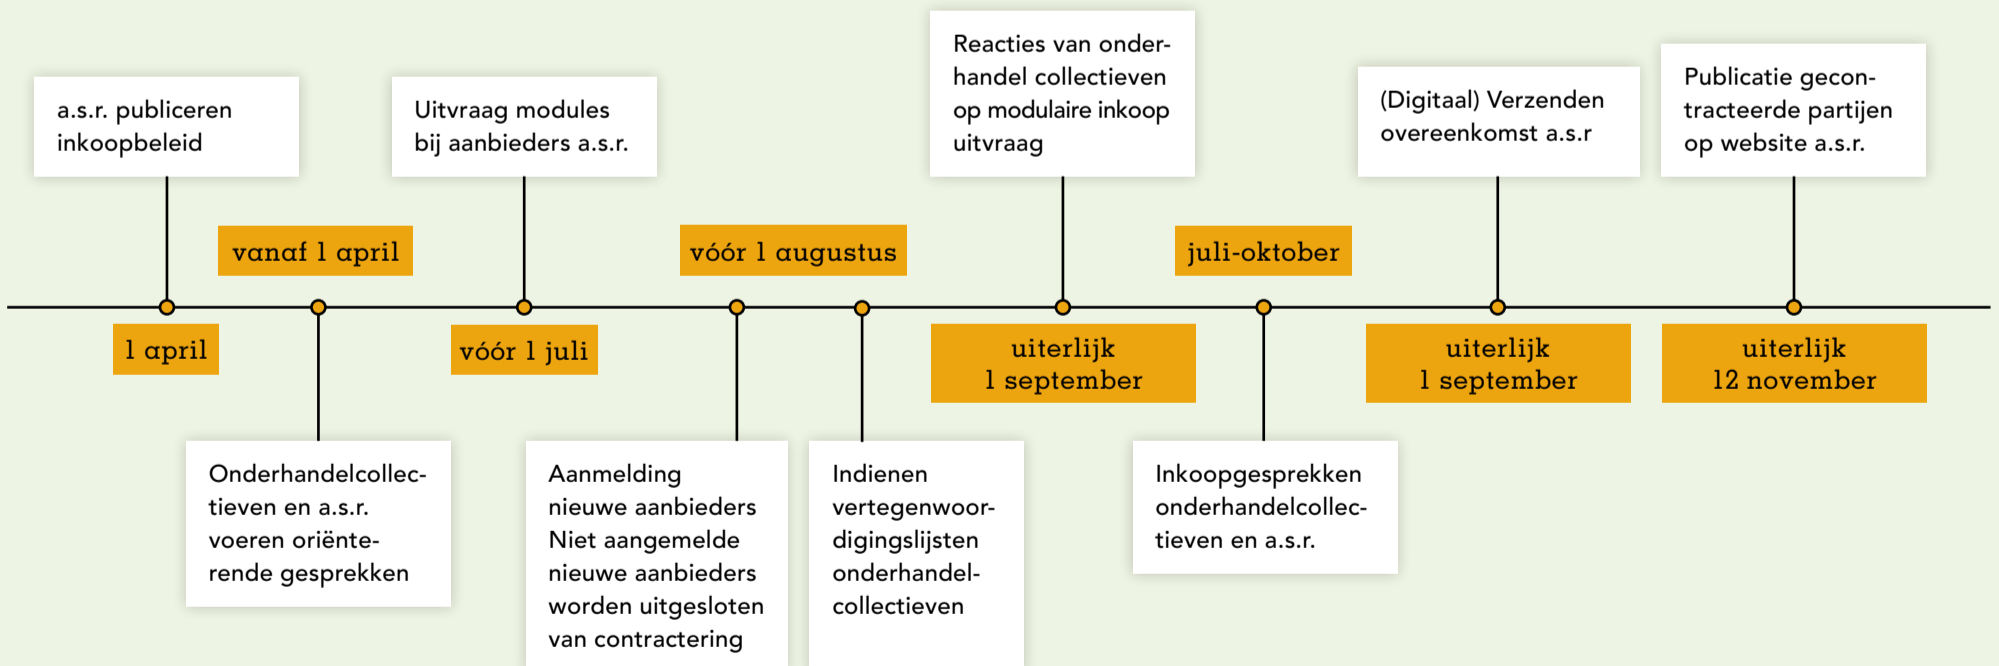 a.s.r. publiceren
inkoopbeleid
1 april
vanaf 1 april
Onderhandelcollec-
tieven en a.s.r.
voeren oriënte-
rende gesprekken
Uitvraag modules
bij aanbieders a.s.r.
vóór 1 juli
vóór 1 augustus
Aanmelding
nieuwe aanbieders
Niet aangemelde
nieuwe aanbieders
worden uitgesloten
van contractering
Indienen
vertegenwoor-
digingslijsten
onderhandel-
collectieven
Reacties van onder-
handel collectieven
op modulaire inkoop
uitvraag
uiterlijk
1 september
juli-oktober
Inkoopgesprekken
onderhandelcollec-
tieven en a.s.r.
(Digitaal) Verzenden
overeenkomst a.s.r
uiterlijk
1 september
Publicatie gecon-
tracteerde partijen
op website a.s.r.
uiterlijk
12 november